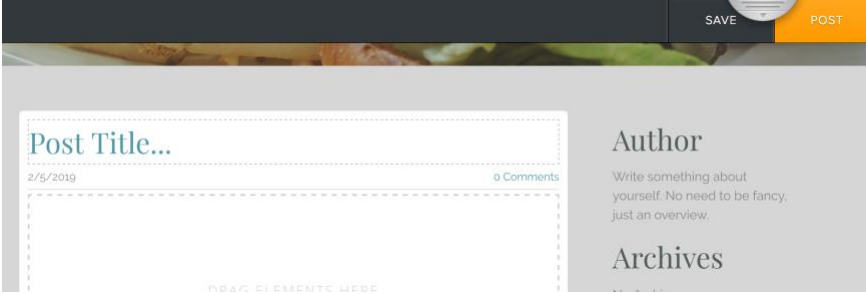 SAVE
POST
Post Title...
2/5/2019
0 Comments
DRAG ELEMENTS HERE
Author
Write something about
yourself. No need to be fancy,
just an overview.
Archives